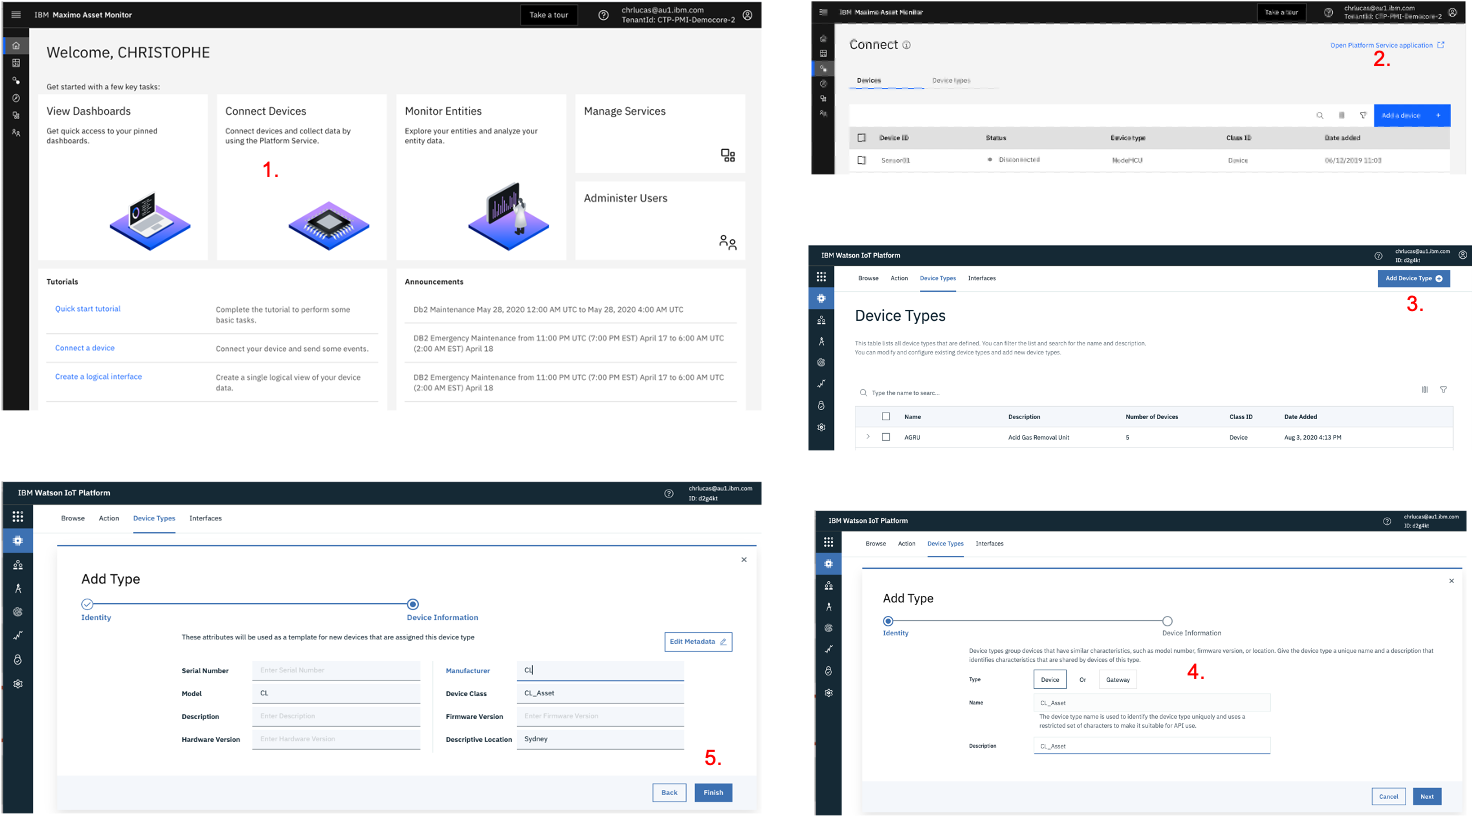 IBM Maximo Asset Monitor
Take a tour
chrlucas@au1.ibm.com
TenantId: CTP-PMI-Democore-2
Welcome, CHRISTOPHE
Get started with a few key tasks:
View Dashboards
Get quick access to your pinned
dashboards.
Connect Devices
Connect devices and collect data by
using the Platform Service.
1.
Monitor Entities
Explore your entities and analyze your
entity data.
Manage Services
Administer Users
Tutorials
Quick start tutorial
Complete the tutorial to perform some
basic tasks.
Connect a device
Connect your device and send some events.
Create a logical interface
Create a single logical view of your device
data.
Announcements
Db2 Maintenance May 28, 2020 12:00 AM UTC to May 28, 2020 4:00 AM UTC
DB2 Emergency Maintenance from 11:00 PM UTC (7:00 PM EST) April 17 to 6:00 AM UTC
(2:00 AM EST) April 18
DB2 Emergency Maintenance from 11:00 PM UTC (7:00 PM EST) April 17 to 6:00 AM UTC
(2:00 AM EST) April 18
IBM Maximo Asset Monitor
Take a tour
chrlucas@au1.ibm.com
TenantId: CTP-PMI-Democore-2
Connect
Open Platform Service application
2.
Devices
Device types
Add a device +
Device ID Status Device type Class ID Date added
Sensor01 Disconnected NodeMCU Device 06/12/2019 11:03
IBM Watson IoT Platform
chrlucas@au1.ibm.com
ID: d2g4kt
Browse Action Device Types Interfaces
Add Device Type
3.
Device Types
This table lists all device types that are defined. You can filter the list and search for the name and description.
You can modify and configure existing device types and add new device types.
Type the name to searc...
Name Description Number of Devices Class ID Date Added
AGRU Acid Gas Removal Unit 5 Device Aug 3, 2020 4:13 PM
IBM Watson IoT Platform
chrlucas@au1.ibm.com
ID: d2g4kt
Browse Action Device Types Interfaces
Add Type
Identity
Device Information
Device types group devices that have similar characteristics, such as model number, firmware version, or location. Give the device type a unique name and a description that
identifies characteristics that are shared by devices of this type.
4.
Type Device Or Gateway
Name CL_Asset
The device type name is used to identify the device type uniquely and uses a
restricted set of characters to make it suitable for API use.
Description CL_Asset
Cancel Next
IBM Watson IoT Platform
chrlucas@au1.ibm.com
ID: d2g4kt
Browse Action Device Types Interfaces
Add Type
Identity
Device Information
These attributes will be used as a template for new devices that are assigned this device type
Edit Metadata
Serial Number Enter Serial Number Manufacturer CL
Model CL Device Class CL_Asset
Description Enter Description Firmware Version Enter Firmware Version
Hardware Version Enter Hardware Version Descriptive Location Sydney
5.
Back Finish